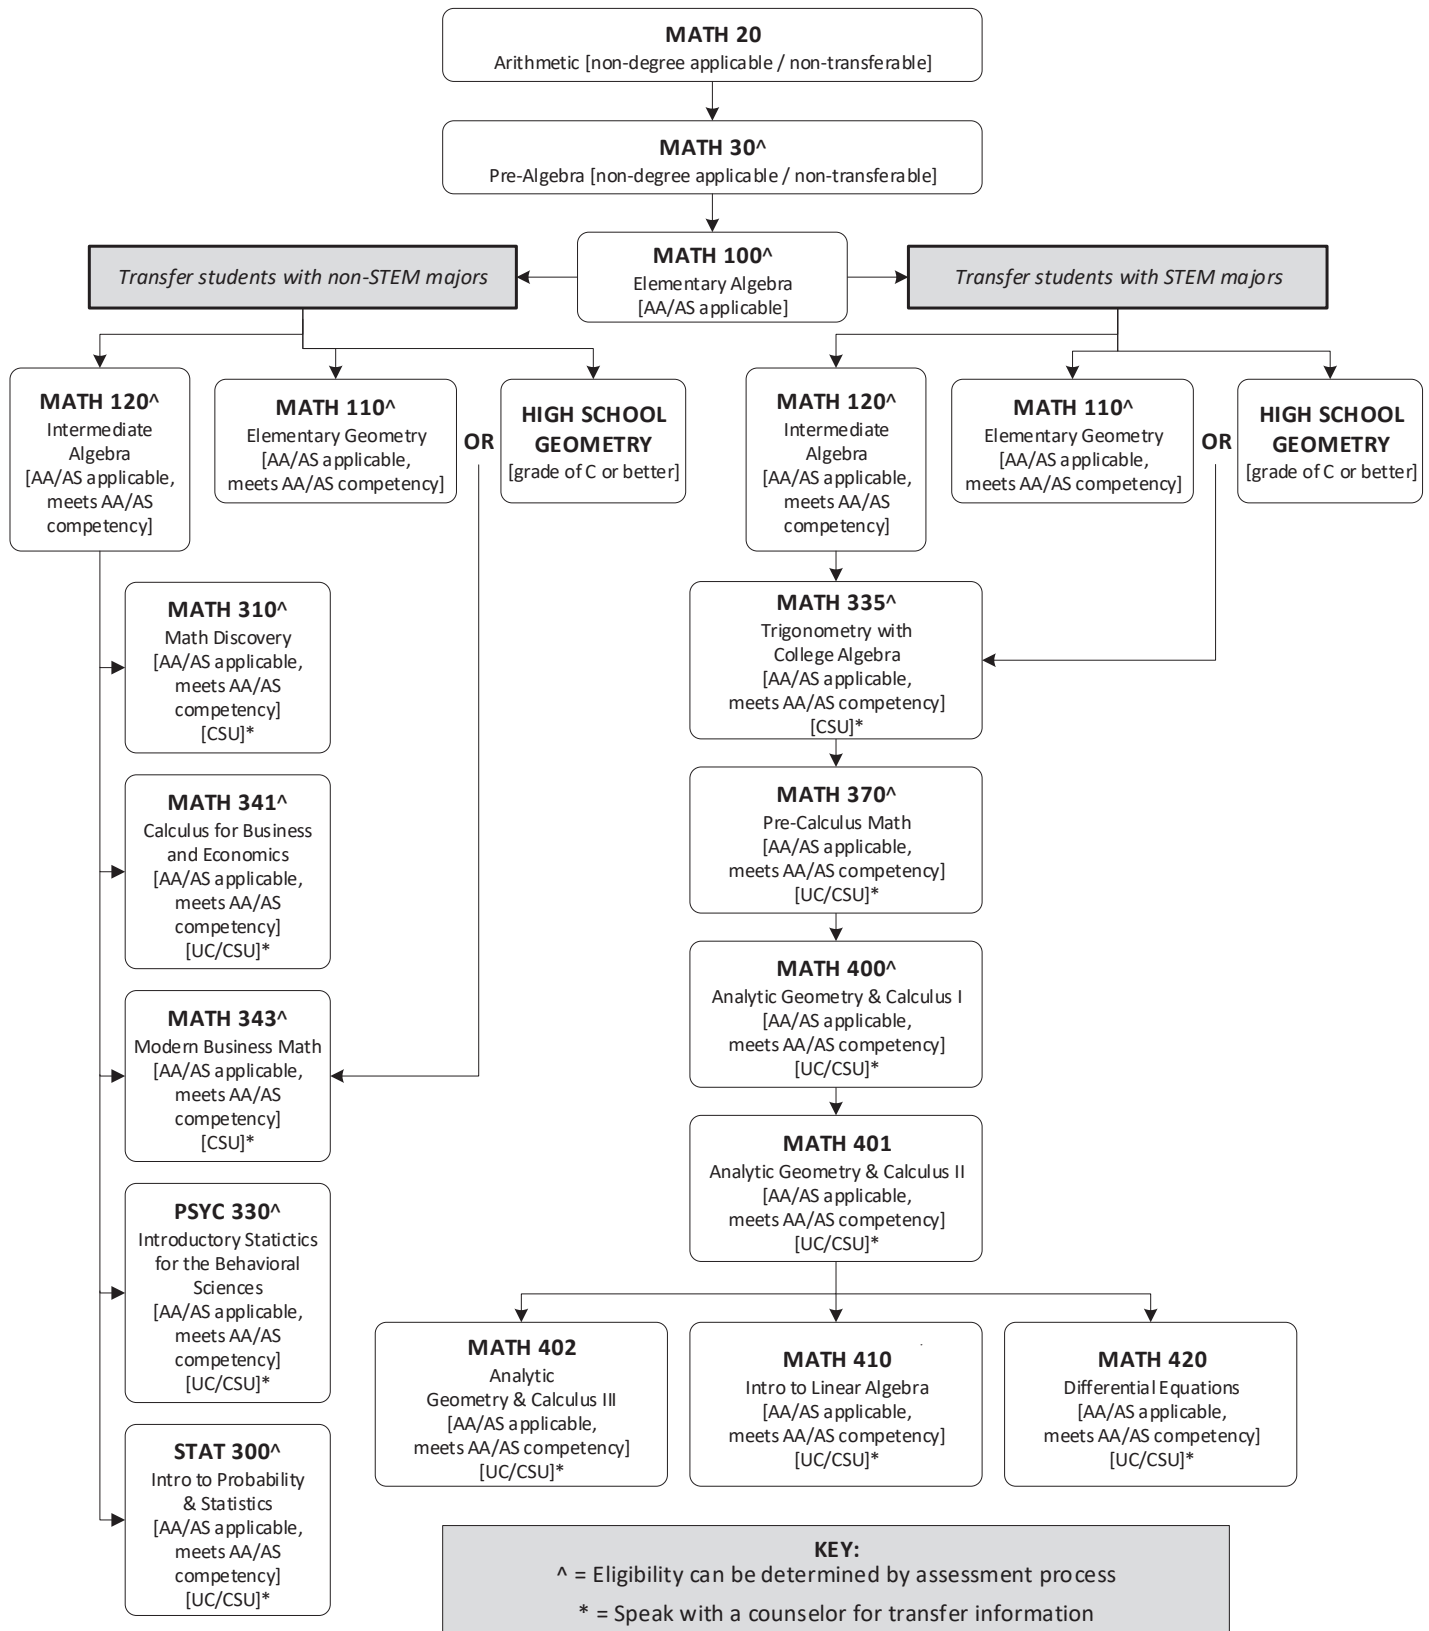 MATH 20
Arithmetic [non-degree applicable / non-transferable]
MATH 30^
Pre-Algebra [non-degree applicable / non-transferable]
MATH 100^
Elementary Algebra
[AA/AS applicable]
Transfer students with non-STEM majors
Transfer students with STEM majors
MATH 120^
Intermediate
Algebra
[AA/AS applicable,
meets AA/AS
competency]
MATH 110^
Elementary Geometry
[AA/AS applicable,
meets AA/AS competency]
OR
HIGH SCHOOL
GEOMETRY
[grade of C or better]
MATH 120^
Intermediate
Algebra
[AA/AS applicable,
meets AA/AS
competency]
MATH 110^
Elementary Geometry
[AA/AS applicable,
meets AA/AS competency]
OR
HIGH SCHOOL
GEOMETRY
[grade of C or better]
MATH 310^
Math Discovery
[AA/AS applicable,
meets AA/AS
competency]
[CSU]*
MATH 341^
Calculus for Business
and Economics
[AA/AS applicable,
meets AA/AS
competency]
[UC/CSU]*
MATH 343^
Modern Business Math
[AA/AS applicable,
meets AA/AS
competency]
[CSU]*
PSYC 330^
Introductory Statictics
for the Behavioral
Sciences
[AA/AS applicable,
meets AA/AS
competency]
[UC/CSU]*
STAT 300^
Intro to Probability
& Statistics
[AA/AS applicable,
meets AA/AS
competency]
[UC/CSU]*
MATH 335^
Trigonometry with
College Algebra
[AA/AS applicable,
meets AA/AS competency]
[CSU]*
MATH 370^
Pre-Calculus Math
[AA/AS applicable,
meets AA/AS competency]
[UC/CSU]*
MATH 400^
Analytic Geometry & Calculus I
[AA/AS applicable,
meets AA/AS competency]
[UC/CSU]*
MATH 401
Analytic Geometry & Calculus II
[AA/AS applicable,
meets AA/AS competency]
[UC/CSU]*
MATH 402
Analytic
Geometry & Calculus III
[AA/AS applicable,
meets AA/AS competency]
[UC/CSU]*
MATH 410
Intro to Linear Algebra
[AA/AS applicable,
meets AA/AS competency]
[UC/CSU]*
MATH 420
Differential Equations
[AA/AS applicable,
meets AA/AS competency]
[UC/CSU]*
KEY:
^ = Eligibility can be determined by assessment process
* = Speak with a counselor for transfer information